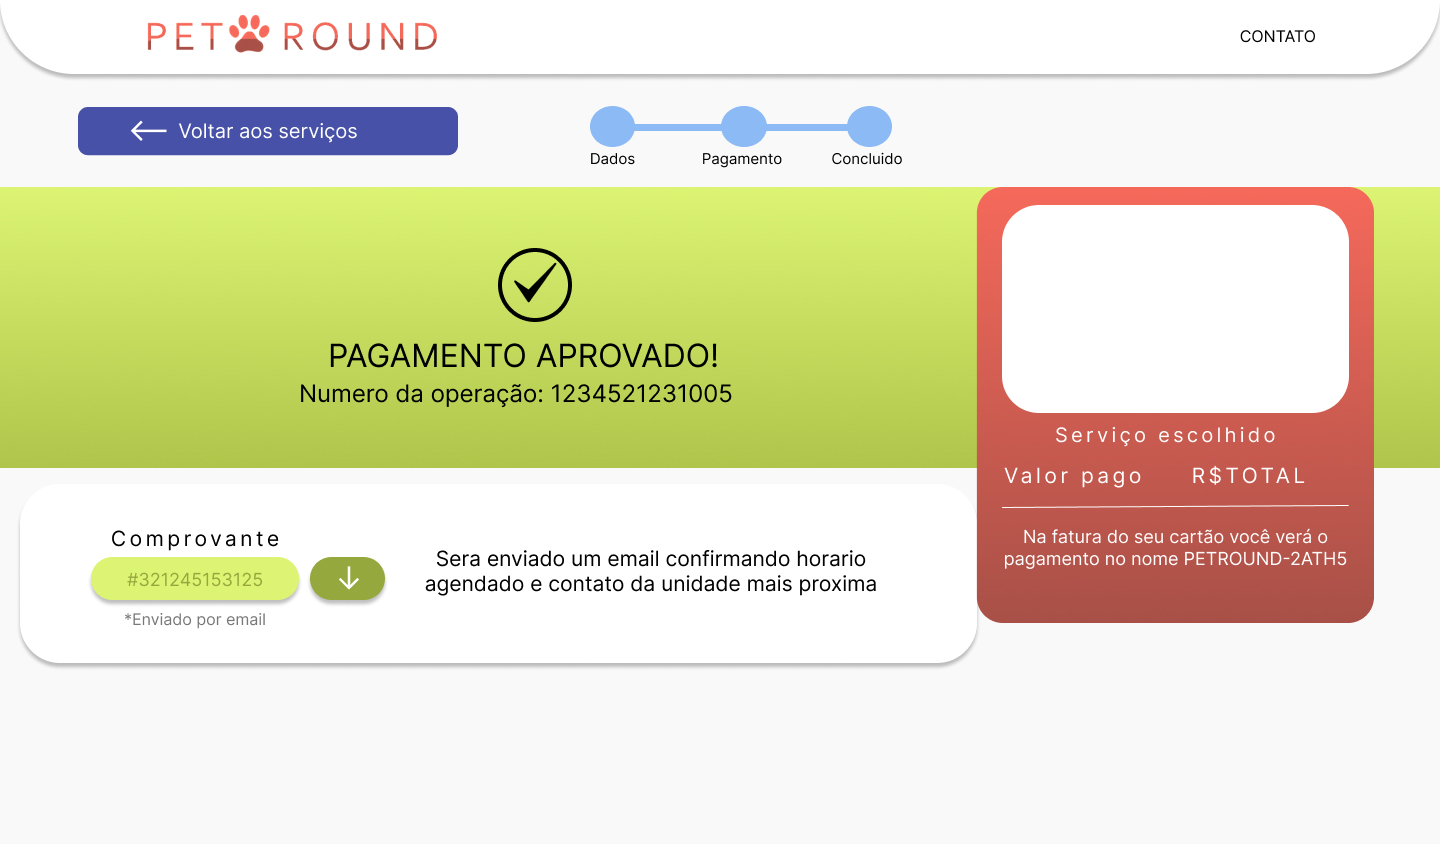 PET ROUND
CONTATO
Voltar aos serviços
Dados
Pagamento
Concluido
PAGAMENTO APROVADO!
Numero da operação: 1234521231005
Serviço escolhido
Valor pago R$TOTAL
Na fatura do seu cartão você verá o
pagamento no nome PETROUND-2ATH5
Comprovante
#321245153125
*Enviado por email
Sera enviado um email confirmando horario
agendado e contato da unidade mais proxima